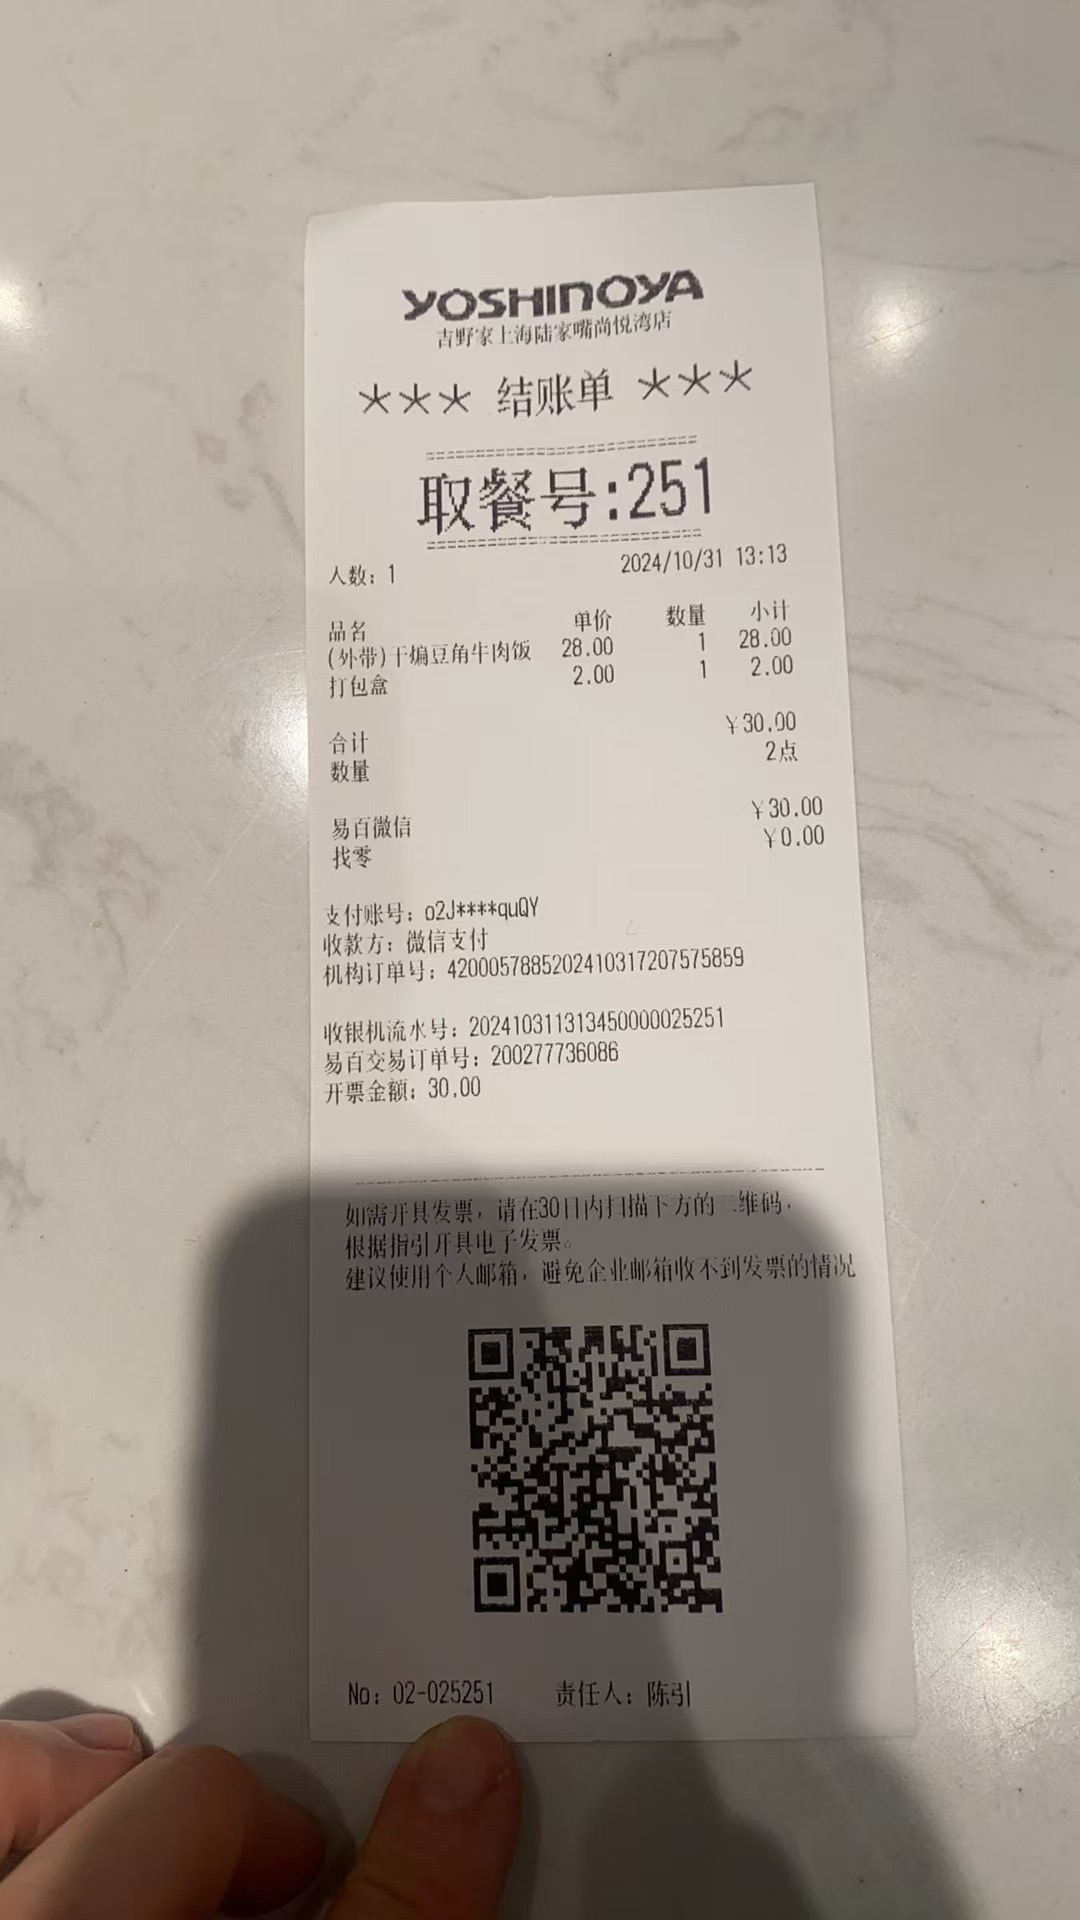 YOSHINOYA
吉野家上海陆家嘴尚悦湾店
*** 结账单 ***
取餐号:251
人数: 1 2024/10/31 13:13
品名 单价 数量 小计
(外带)干煸豆角牛肉饭 28.00 1 28.00
打包盒 2.00 1 2.00
合计 ¥30.00
数量 2点
易百微信 ¥30.00
找零 ¥0.00
支付账号: o2J****quQY
收款方: 微信支付
机构订单号: 4200057885202410317207575859
收银机流水号: 202410311313450000025251
易百交易订单号: 200277736086
开票金额: 30.00
如需开具发票, 请在30日内扫描下方的二维码,
根据指引开具电子发票。
建议使用个人邮箱, 避免企业邮箱收不到发票的情况
No: 02-025251 责任人: 陈引